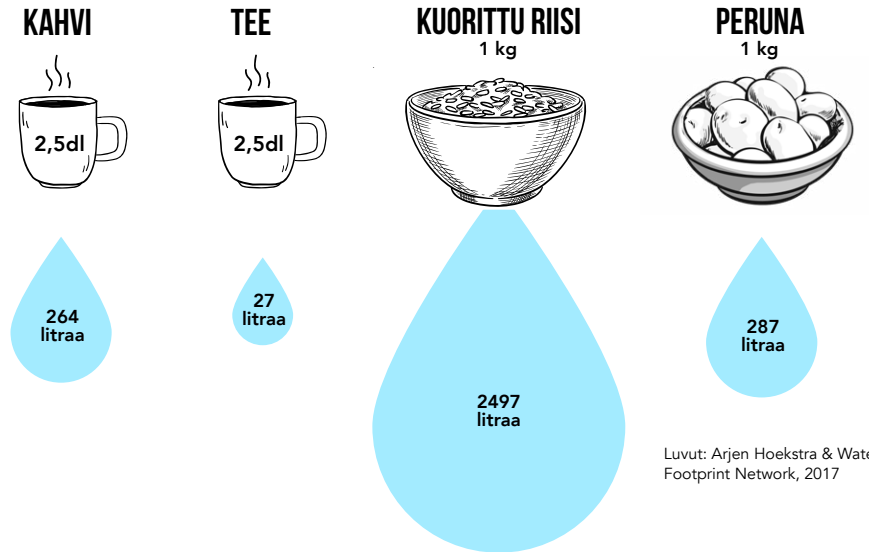 KAHVI
2,5dl
264
litraa
TEE
2,5dl
27
litraa
KUORITTU RIISI
1 kg
2497
litraa
PERUNA
1 kg
287
litraa
Luvut: Arjen Hoekstra & Wate
Footprint Network, 2017